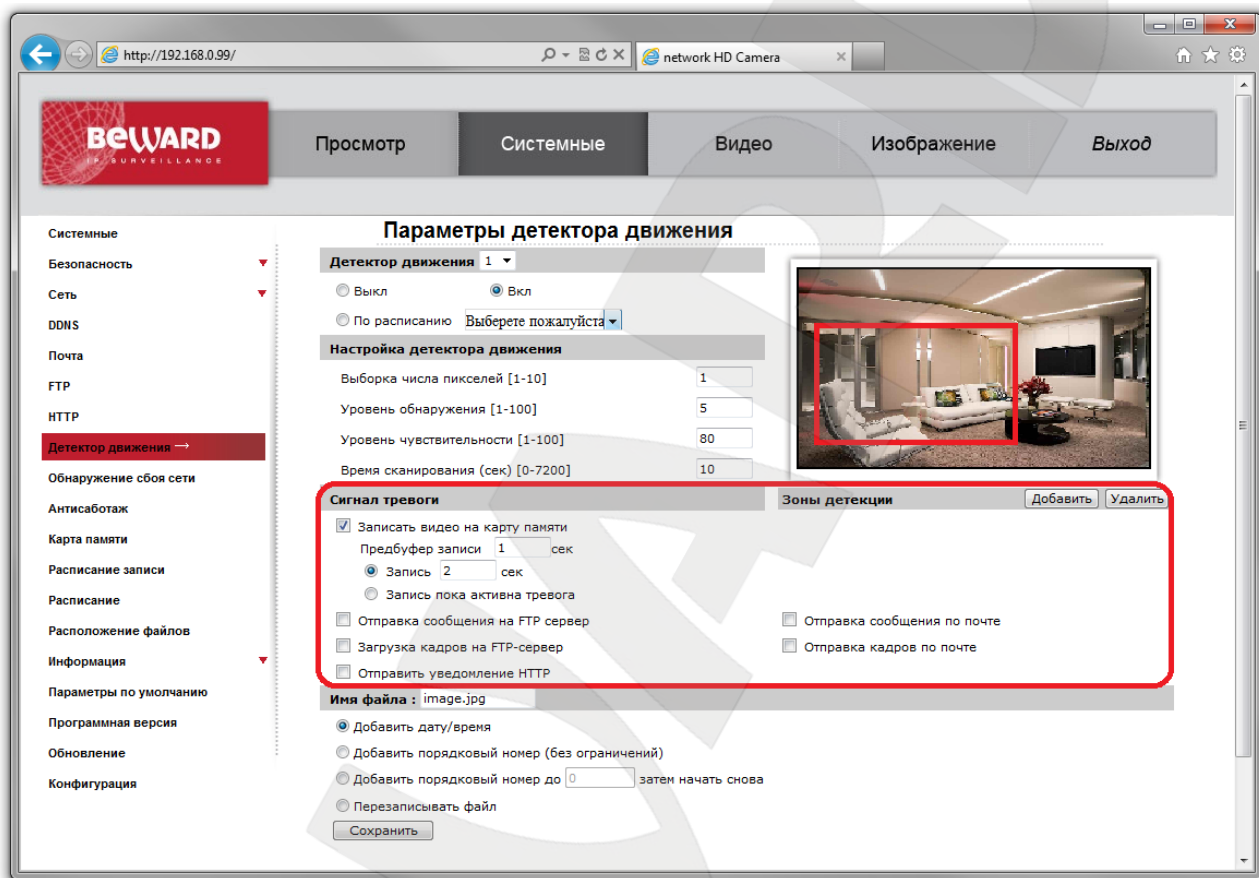 http://192.168.0.99/
network HD Camera
BEWARD
IP SURVEILLANCE
Просмотр
Системные
Видео
Изображение
Выход
Системные
Безопасность
Сеть
DDNS
Почта
FTP
HTTP
Детектор движения →
Обнаружение сбоя сети
Антисаботаж
Карта памяти
Расписание записи
Расписание
Расположение файлов
Информация
Параметры по умолчанию
Программная версия
Обновление
Конфигурация
Параметры детектора движения
Детектор движения 1
Выкл Вкл
По расписанию Выберете пожалуйста
Настройка детектора движения
Выборка числа пикселей [1-10] 1
Уровень обнаружения [1-100] 5
Уровень чувствительности [1-100] 80
Время сканирования (сек) [0-7200] 10
Сигнал тревоги Зоны детекции Добавить Удалить
Записать видео на карту памяти
Предбуфер записи 1 сек
Запись 2 сек
Запись пока активна тревога
Отправка сообщения на FTP сервер Отправка сообщения по почте
Загрузка кадров на FTP-сервер Отправка кадров по почте
Отправить уведомление HTTP
Имя файла : image.jpg
Добавить дату/время
Добавить порядковый номер (без ограничений)
Добавить порядковый номер до 0 затем начать снова
Перезаписывать файл
Сохранить